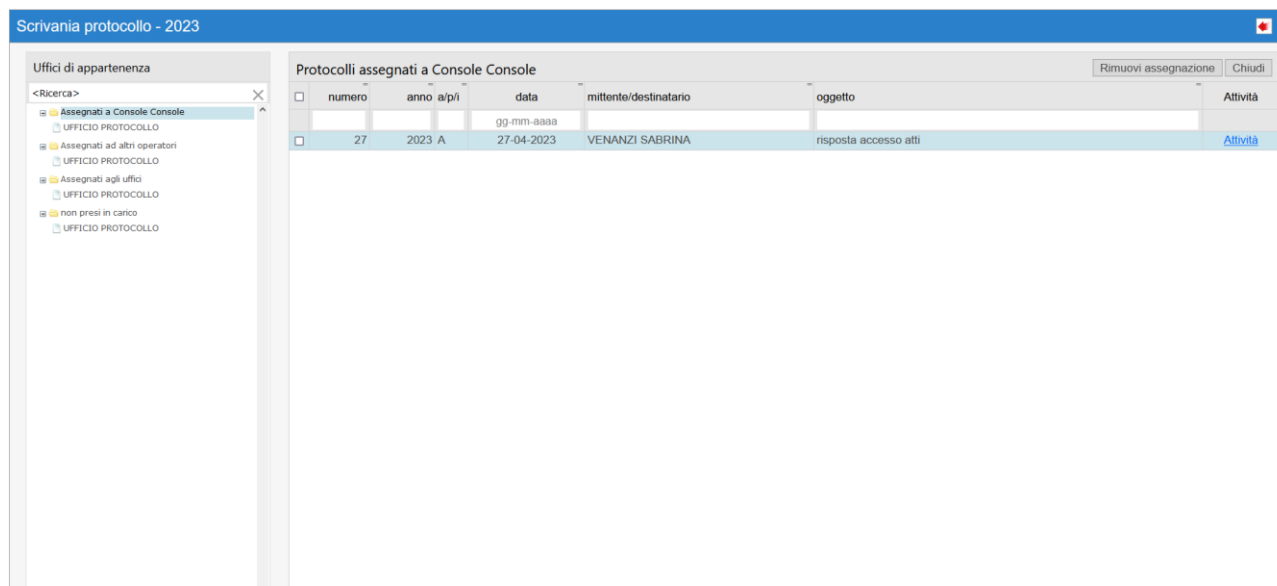 Scrivania protocollo - 2023
Uffici di appartenenza
<Ricerca>
Assegnati a Console Console
UFFICIO PROTOCOLLO
Assegnati ad altri operatori
UFFICIO PROTOCOLLO
Assegnati agli uffici
UFFICIO PROTOCOLLO
non presi in carico
UFFICIO PROTOCOLLO
Protocolli assegnati a Console Console
Rimuovi assegnazione Chiudi
numero anno a/p/i data mittente/destinatario oggetto Attività
gg-mm-aaaa
27 2023 A 27-04-2023 VENANZI SABRINA risposta accesso atti Attività